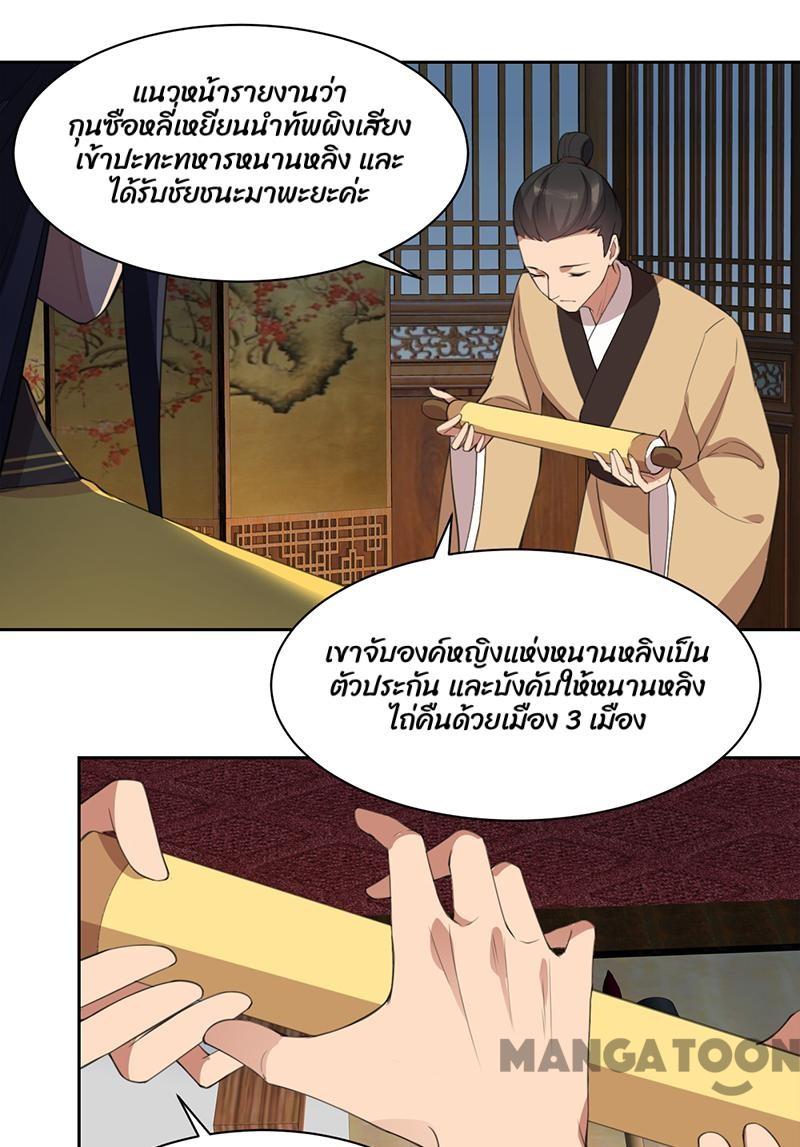 แนวหน้ารายงานว่า
กุนซือหลี่เหยียนนำทัพผิงเสียง
เข้าปะทะทหารหนานหลิง และ
ได้รับชัยชนะมาพะยะค่ะ
เขาจับองค์หญิงแห่งหนานหลิงเป็น
ตัวประกัน และบังคับให้หนานหลิง
ไถ่คืนด้วยเมือง 3 เมือง
MANGATOON